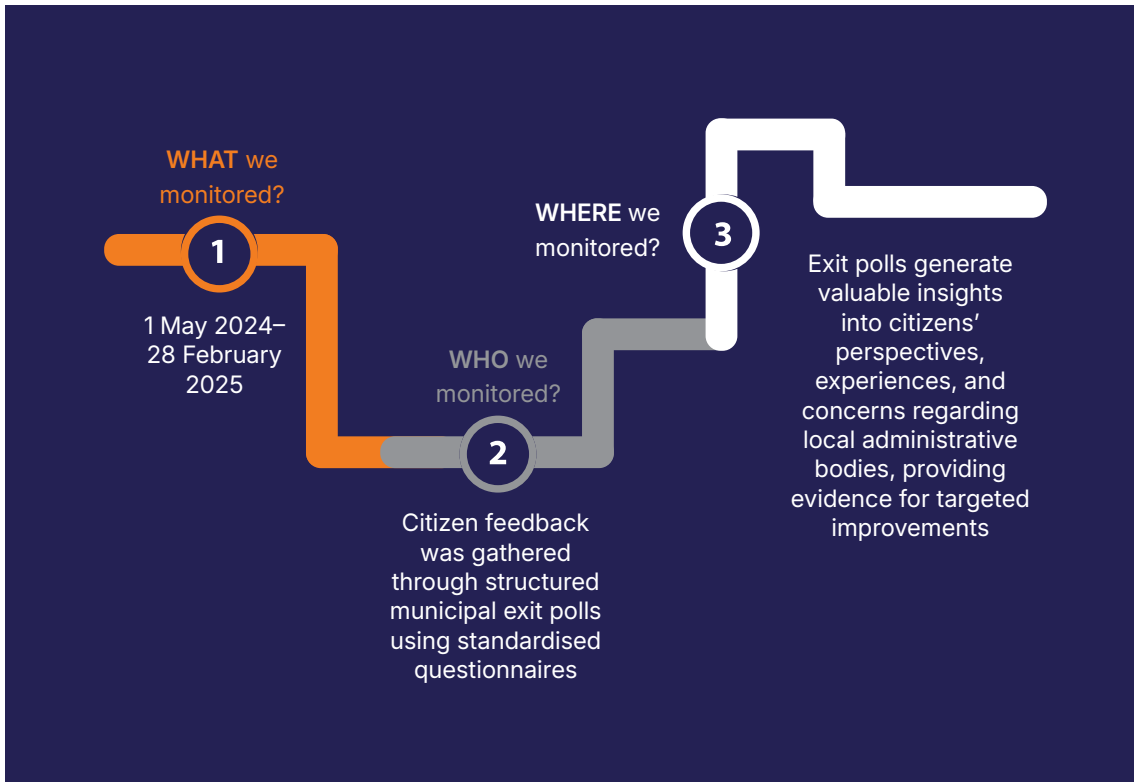 WHAT we
monitored?
1
1 May 2024–
28 February
2025
WHO we
monitored?
2
Citizen feedback
was gathered
through structured
municipal exit polls
using standardised
questionnaires
WHERE we
monitored?
3
Exit polls generate
valuable insights
into citizens’
perspectives,
experiences, and
concerns regarding
local administrative
bodies, providing
evidence for targeted
improvements